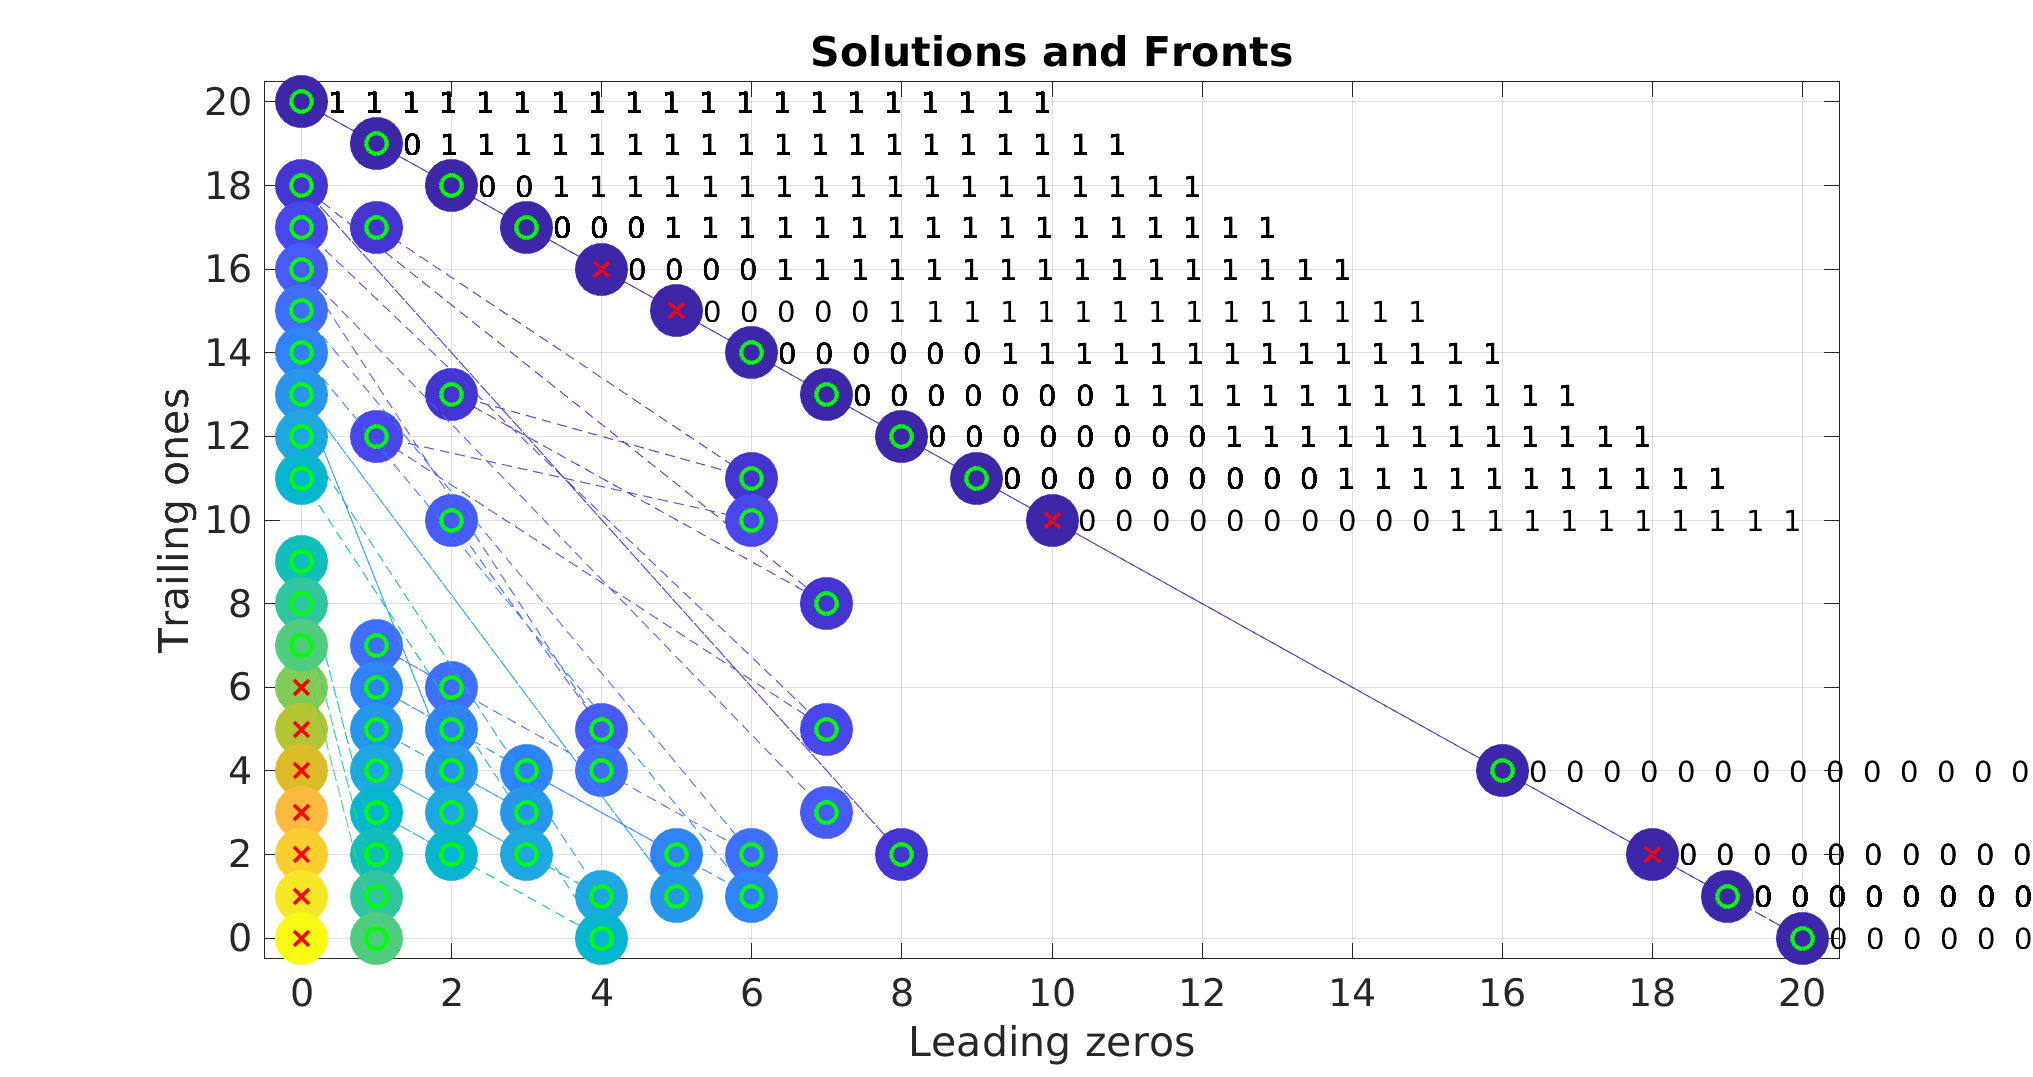 Solutions and Fronts
20 1 1 1 1 1 1 1 1 1 1 1 1 1 1 1 1 1 1 1 1
0 1 1 1 1 1 1 1 1 1 1 1 1 1 1 1 1 1 1 1
18 0 0 1 1 1 1 1 1 1 1 1 1 1 1 1 1 1 1 1 1
0 0 0 1 1 1 1 1 1 1 1 1 1 1 1 1 1 1 1 1
16 0 0 0 0 1 1 1 1 1 1 1 1 1 1 1 1 1 1 1 1
0 0 0 0 0 1 1 1 1 1 1 1 1 1 1 1 1 1 1 1
14 0 0 0 0 0 0 1 1 1 1 1 1 1 1 1 1 1 1 1 1
0 0 0 0 0 0 0 1 1 1 1 1 1 1 1 1 1 1 1 1
12 0 0 0 0 0 0 0 0 1 1 1 1 1 1 1 1 1 1 1 1
0 0 0 0 0 0 0 0 0 1 1 1 1 1 1 1 1 1 1 1
10 0 0 0 0 0 0 0 0 0 0 1 1 1 1 1 1 1 1 1 1
8
6
4 0 0 0 0 0 0 0 0 0 0 0 0 0 0
2 0 0 0 0 0 0 0 0 0 0
0 0 0 0 0 0 0 0
0 0 0 0 0 0 0
Trailing ones
0 2 4 6 8 10 12 14 16 18 20
Leading zeros